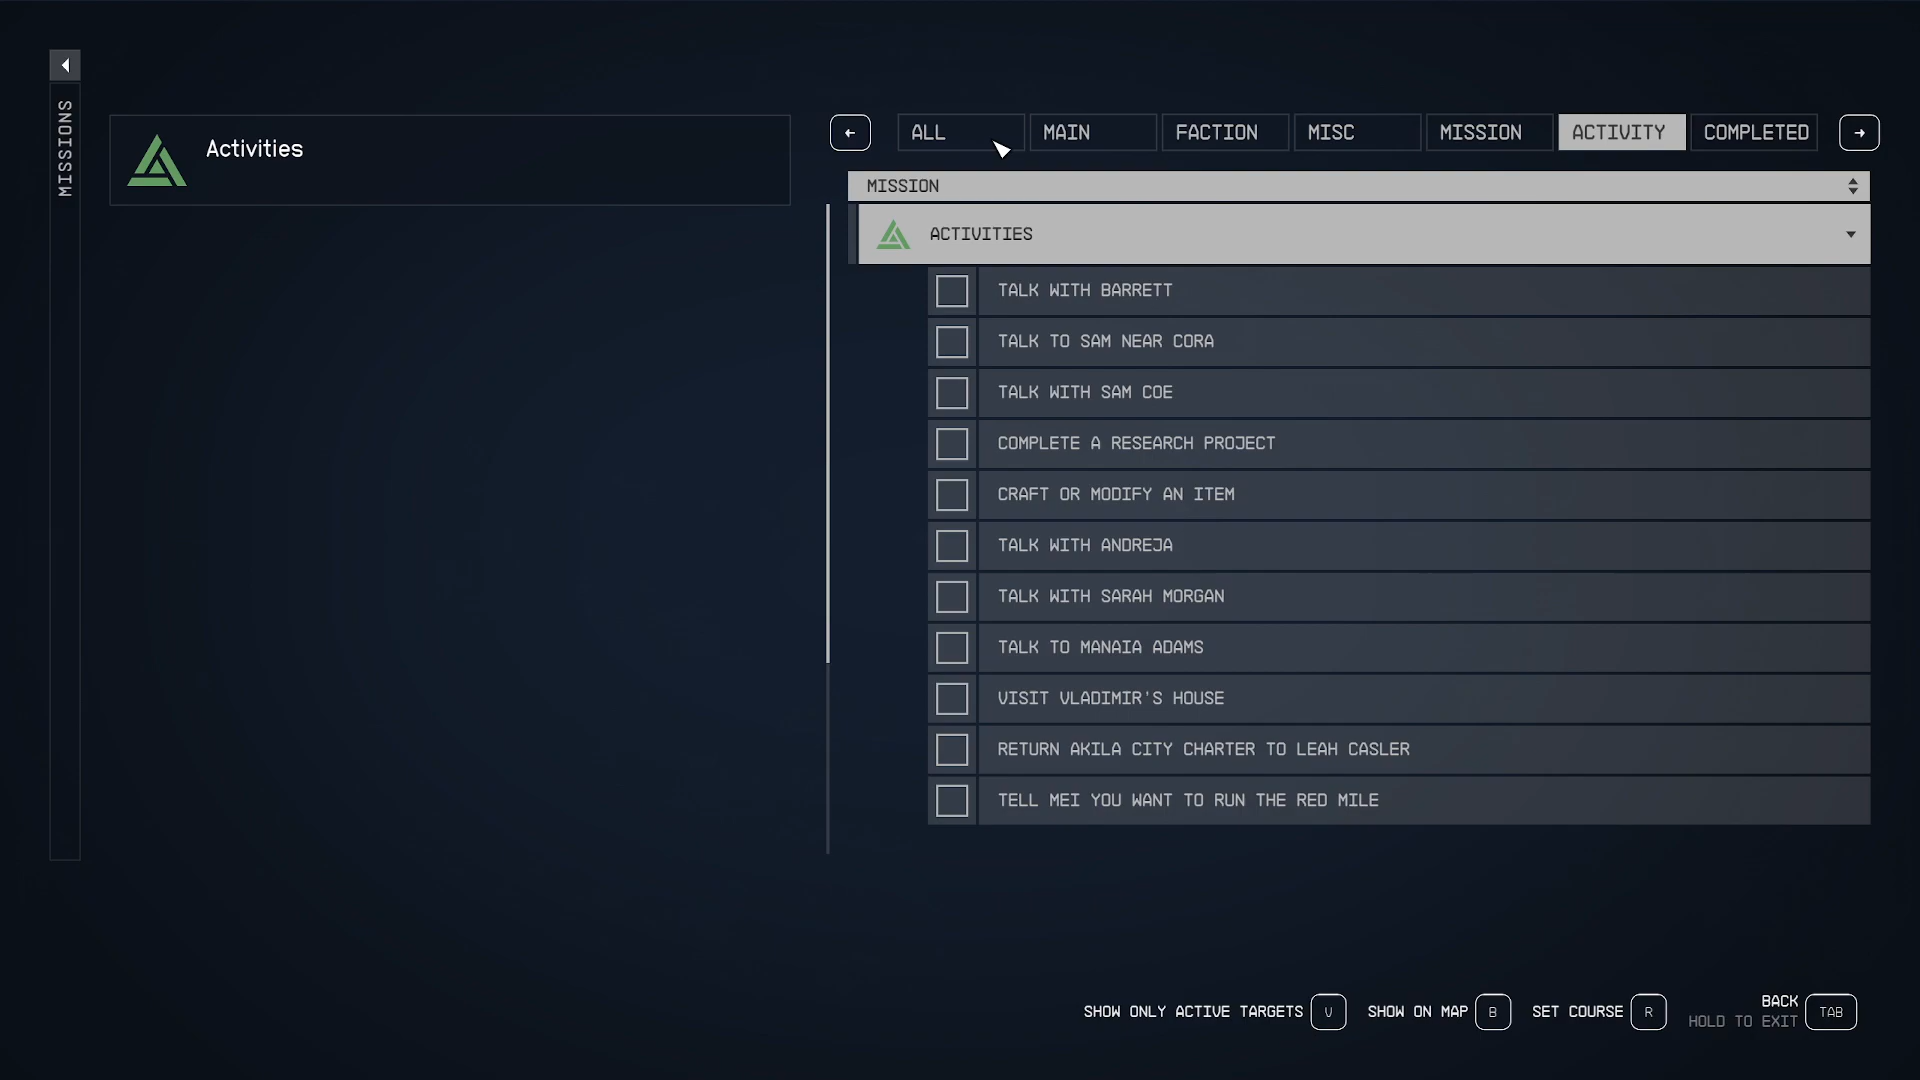 MISSIONS
Activities
ALL
MAIN
FACTION
MISC
MISSION
ACTIVITY
COMPLETED
MISSION
ACTIVITIES
TALK WITH BARRETT
TALK TO SAM NEAR CORA
TALK WITH SAM COE
COMPLETE A RESEARCH PROJECT
CRAFT OR MODIFY AN ITEM
TALK WITH ANDREJA
TALK WITH SARAH MORGAN
TALK TO MANAIA ADAMS
VISIT VLADIMIR'S HOUSE
RETURN AKILA CITY CHARTER TO LEAH CASLER
TELL MEI YOU WANT TO RUN THE RED MILE
SHOW ONLY ACTIVE TARGETS V
SHOW ON MAP B
SET COURSE R
BACK
HOLD TO EXIT
TAB